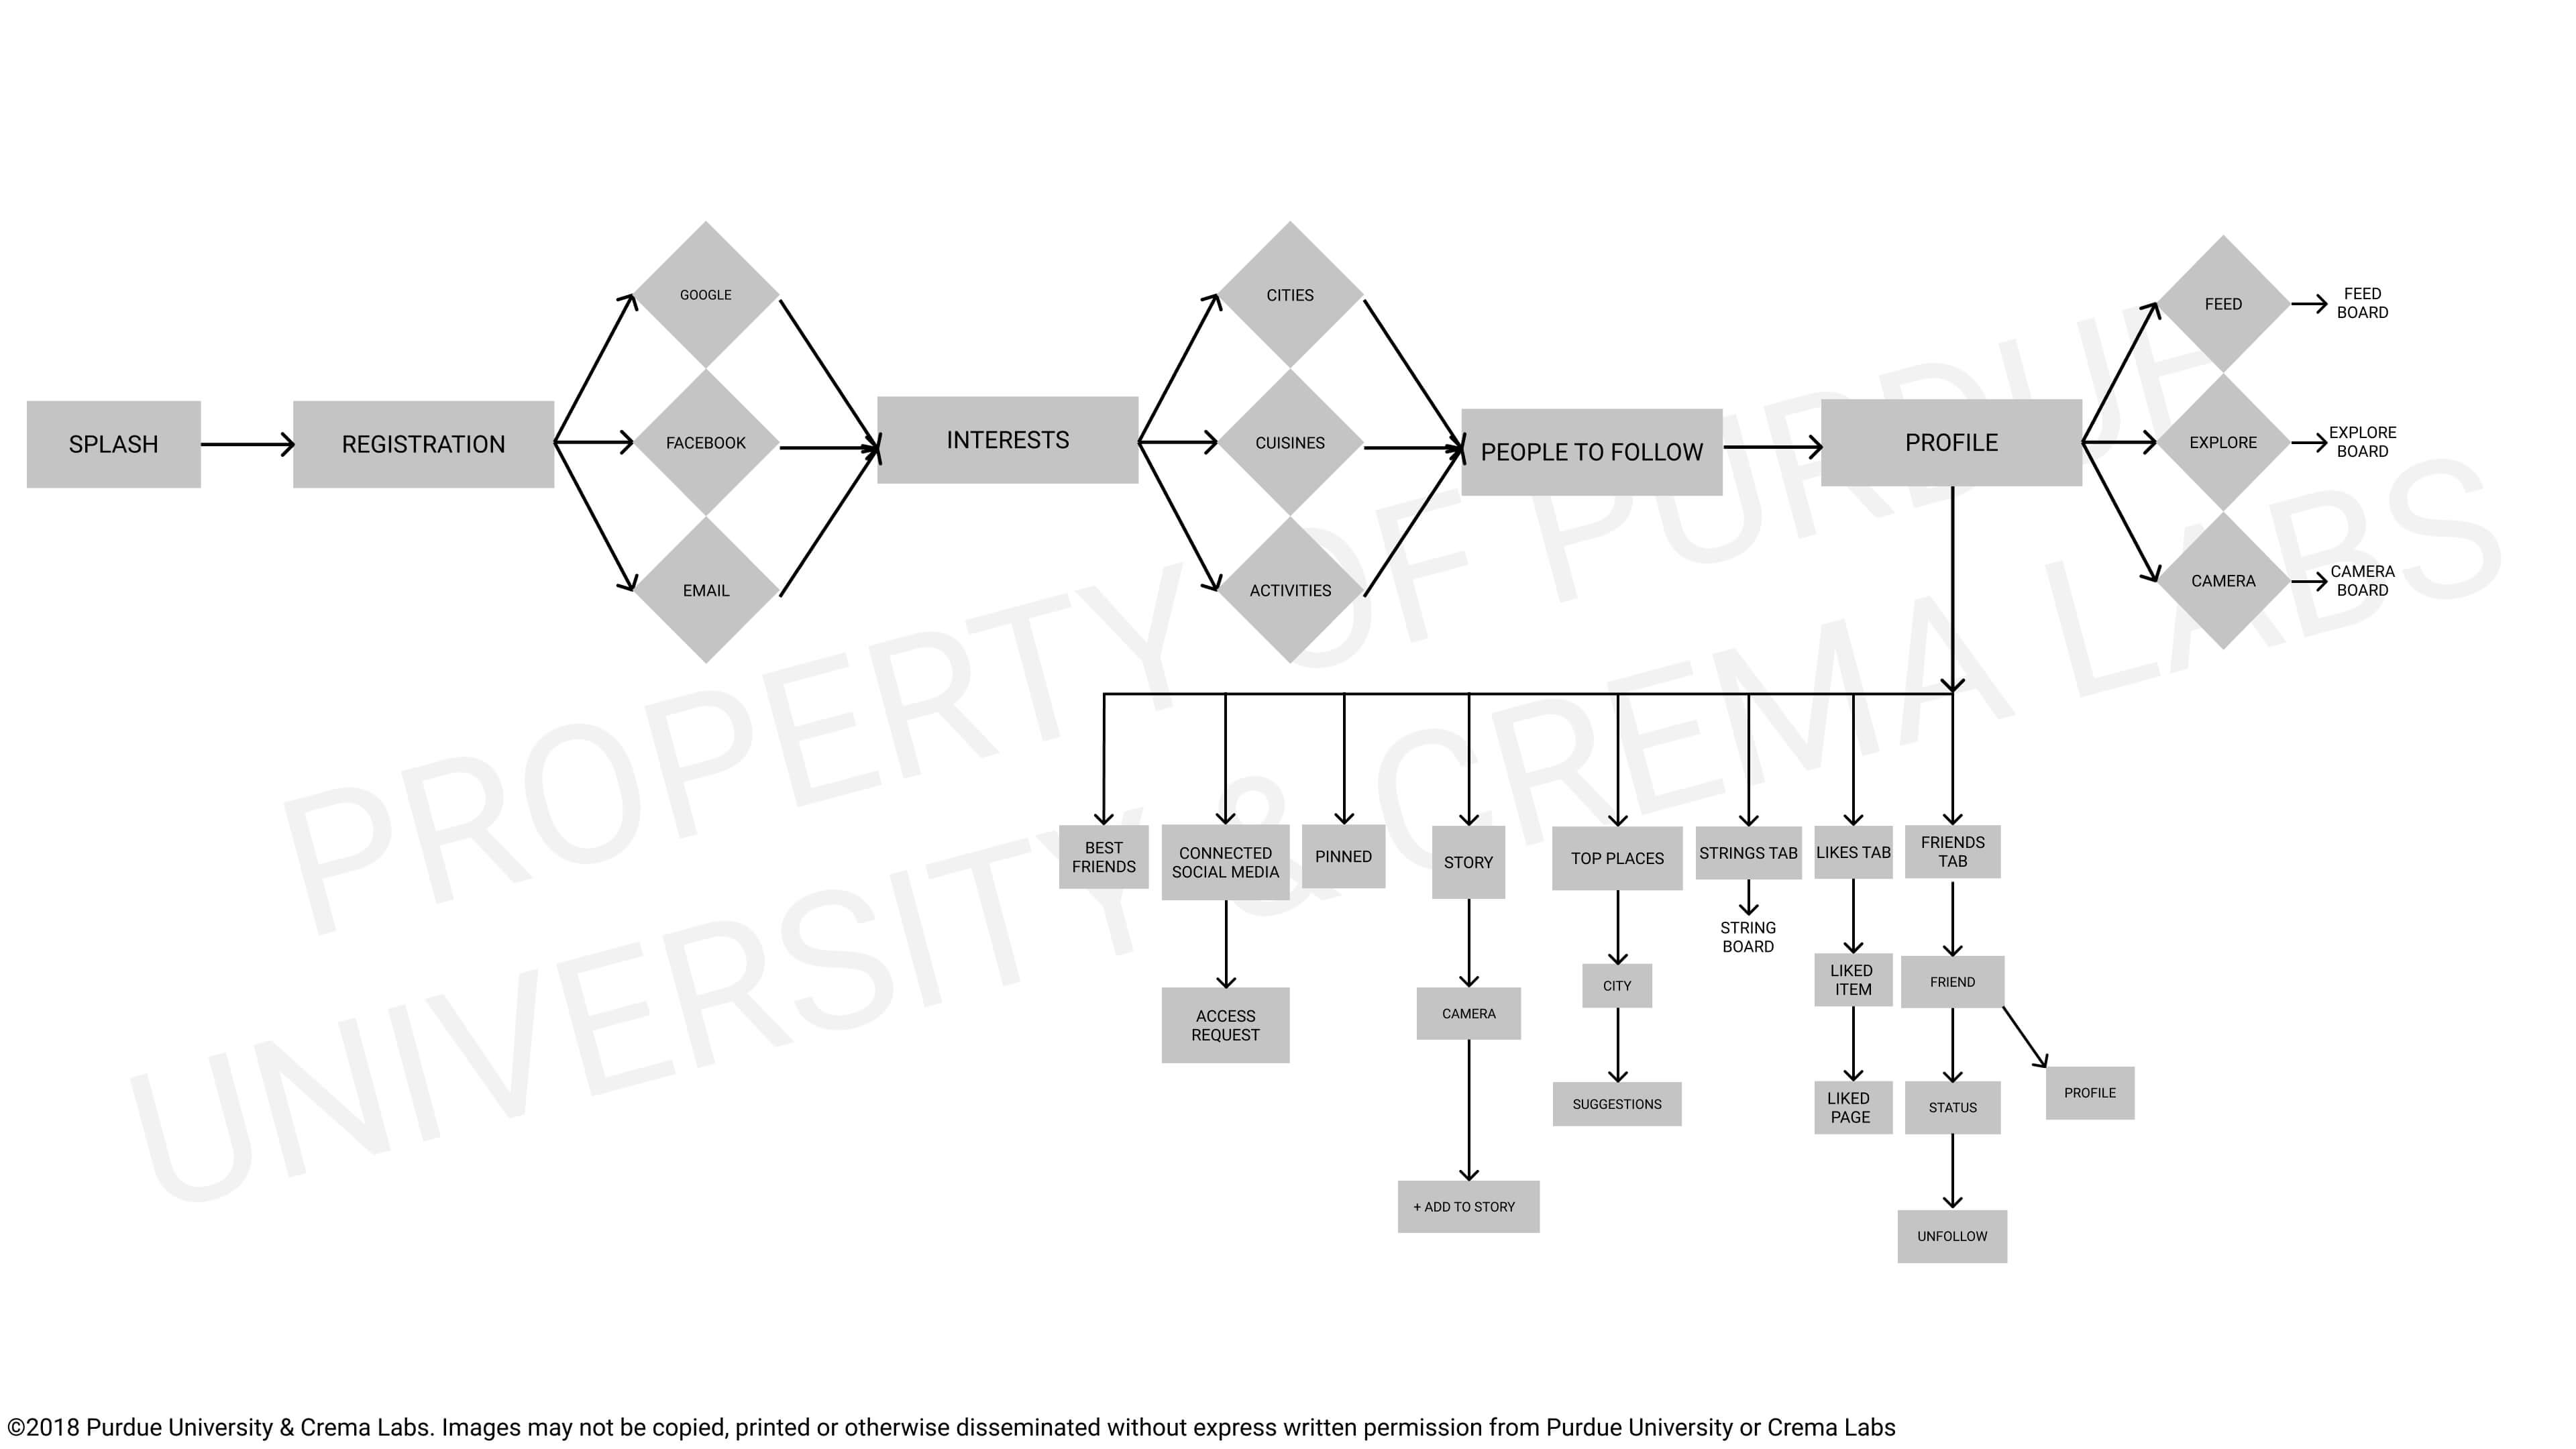 SPLASH
REGISTRATION
GOOGLE
FACEBOOK
EMAIL
INTERESTS
CITIES
CUISINES
ACTIVITIES
PEOPLE TO FOLLOW
PROFILE
FEED
FEED
BOARD
EXPLORE
EXPLORE
BOARD
CAMERA
CAMERA
BOARD
BEST
FRIENDS
CONNECTED
SOCIAL MEDIA
ACCESS
REQUEST
PINNED
STORY
CAMERA
+ ADD TO STORY
TOP PLACES
CITY
SUGGESTIONS
STRINGS TAB
STRING
BOARD
LIKES TAB
LIKED
ITEM
LIKED
PAGE
FRIENDS
TAB
FRIEND
STATUS
UNFOLLOW
PROFILE
PROPERTY OF PURDUE
UNIVERSITY & CREMA LABS
©2018 Purdue University & Crema Labs. Images may not be copied, printed or otherwise disseminated without express written permission from Purdue University or Crema Labs